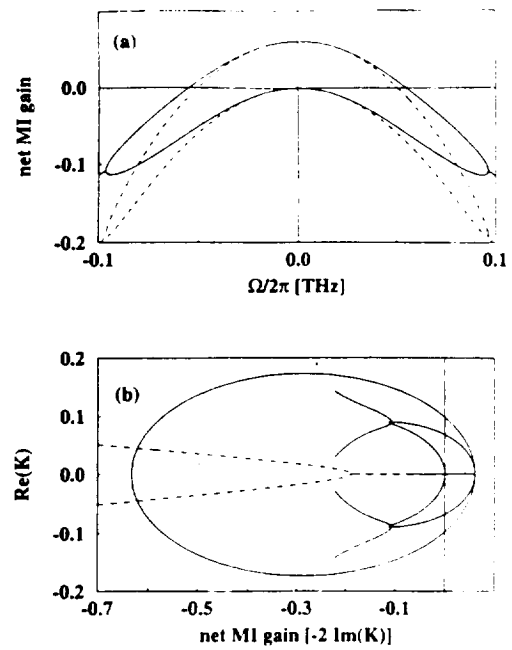 (a)
net MI gain
0.0
-0.1
-0.2
-0.1
0.0
0.1
Ω/2π [THz]
(b)
Re(K)
0.2
0.1
0.0
-0.1
-0.2
-0.7
-0.5
-0.3
-0.1
net MI gain [-2 Im(K)]